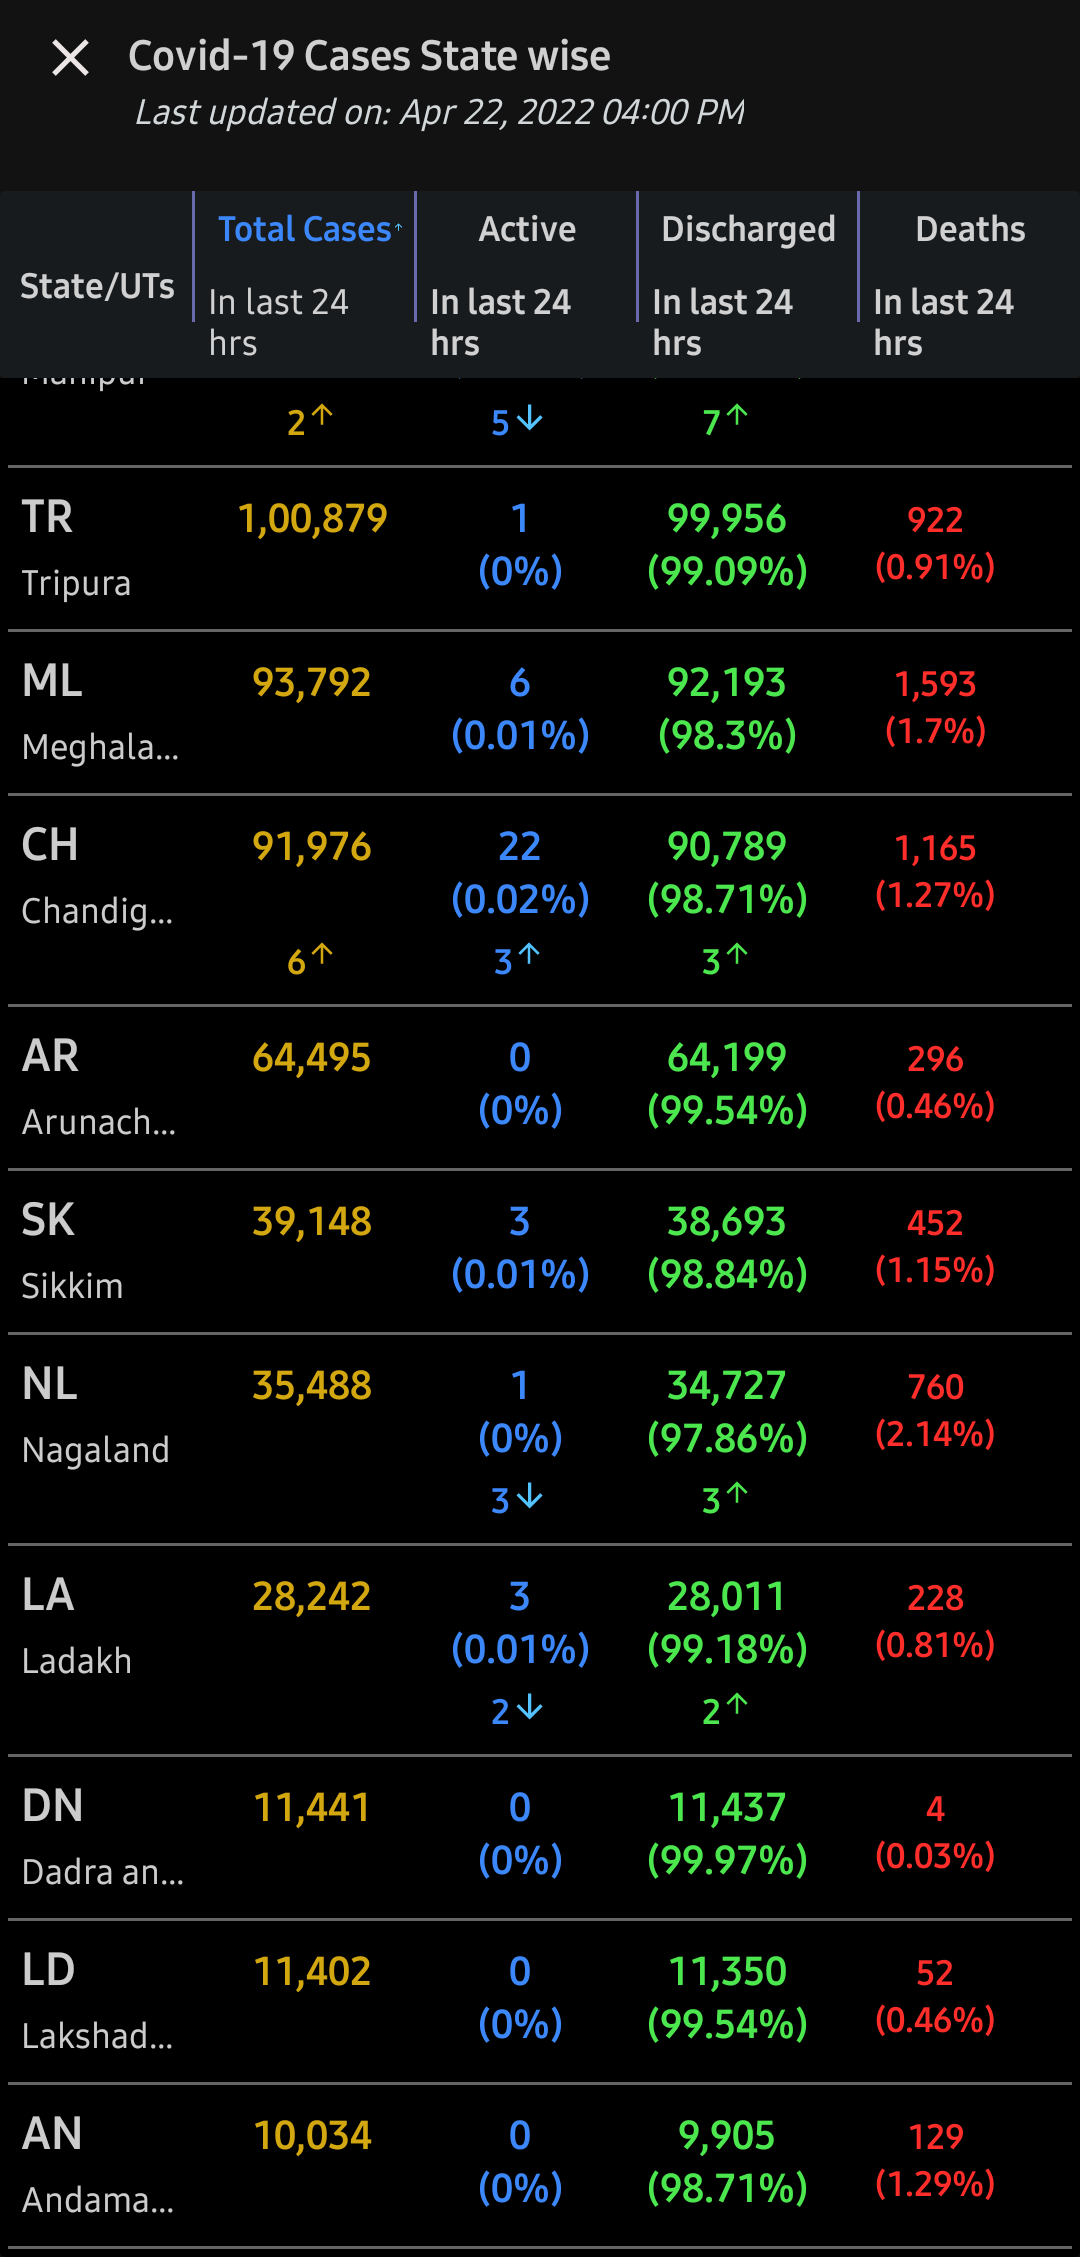 Covid-19 Cases State wise
Last updated on: Apr 22, 2022 04:00 PM
State/UTs Total Cases↑ Active Discharged Deaths
In last 24 hrs In last 24 hrs In last 24 hrs In last 24 hrs
Manipur
2↑ 5↓ 7↑
TR 1,00,879 1 99,956 922
Tripura (0%) (99.09%) (0.91%)
ML 93,792 6 92,193 1,593
Meghala... (0.01%) (98.3%) (1.7%)
CH 91,976 22 90,789 1,165
Chandig... (0.02%) (98.71%) (1.27%)
6↑ 3↑ 3↑
AR 64,495 0 64,199 296
Arunach... (0%) (99.54%) (0.46%)
SK 39,148 3 38,693 452
Sikkim (0.01%) (98.84%) (1.15%)
NL 35,488 1 34,727 760
Nagaland (0%) (97.86%) (2.14%)
3↓ 3↑
LA 28,242 3 28,011 228
Ladakh (0.01%) (99.18%) (0.81%)
2↓ 2↑
DN 11,441 0 11,437 4
Dadra an... (0%) (99.97%) (0.03%)
LD 11,402 0 11,350 52
Lakshad... (0%) (99.54%) (0.46%)
AN 10,034 0 9,905 129
Andama... (0%) (98.71%) (1.29%)